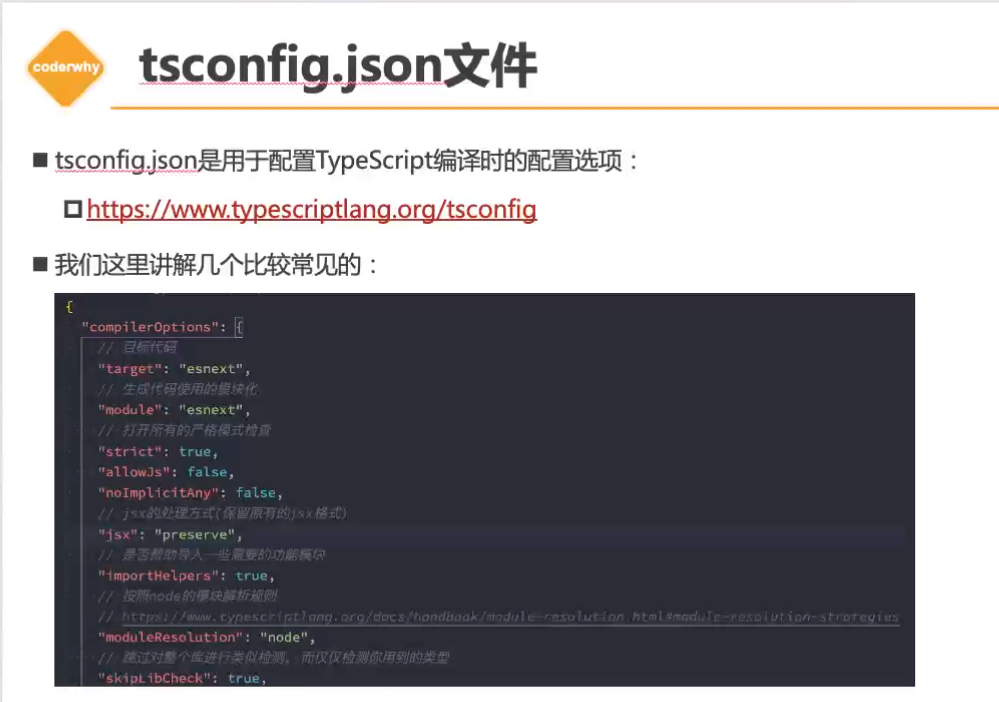 coderwhy
tsconfig.json文件
tsconfig.json是用于配置TypeScript编译时的配置选项：
https://www.typescriptlang.org/tsconfig
我们这里讲解几个比较常见的：
{
"compilerOptions": {
// 目标代码
"target": "esnext",
// 生成代码使用的模块化
"module": "esnext",
// 打开所有的严格模式检查
"strict": true,
"allowJs": false,
"noImplicitAny": false,
// jsx的处理方式(保留原有的jsx格式)
"jsx": "preserve",
// 是否帮助导入一些需要的功能模块
"importHelpers": true,
// 按照node的模块解析规则
// https://www.typescriptlang.org/docs/handbook/module-resolution.html#module-resolution-strategies
"moduleResolution": "node",
// 跳过对整个库进行类似检测, 而仅仅检测你用到的类型
"skipLibCheck": true,